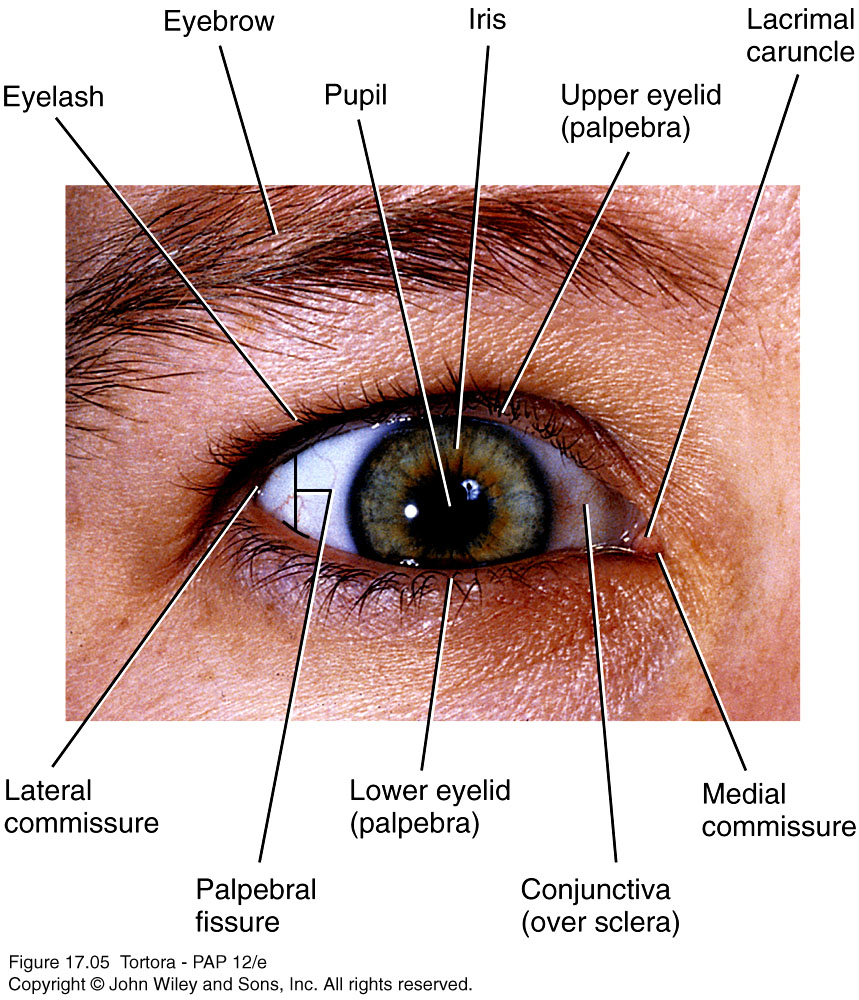 Eyebrow
Iris
Lacrimal
caruncle
Eyelash
Pupil
Upper eyelid
(palpebra)
Lateral
commissure
Lower eyelid
(palpebra)
Medial
commissure
Palpebral
fissure
Conjunctiva
(over sclera)
Figure 17.05 Tortora - PAP 12/e
Copyright © John Wiley and Sons, Inc. All rights reserved.